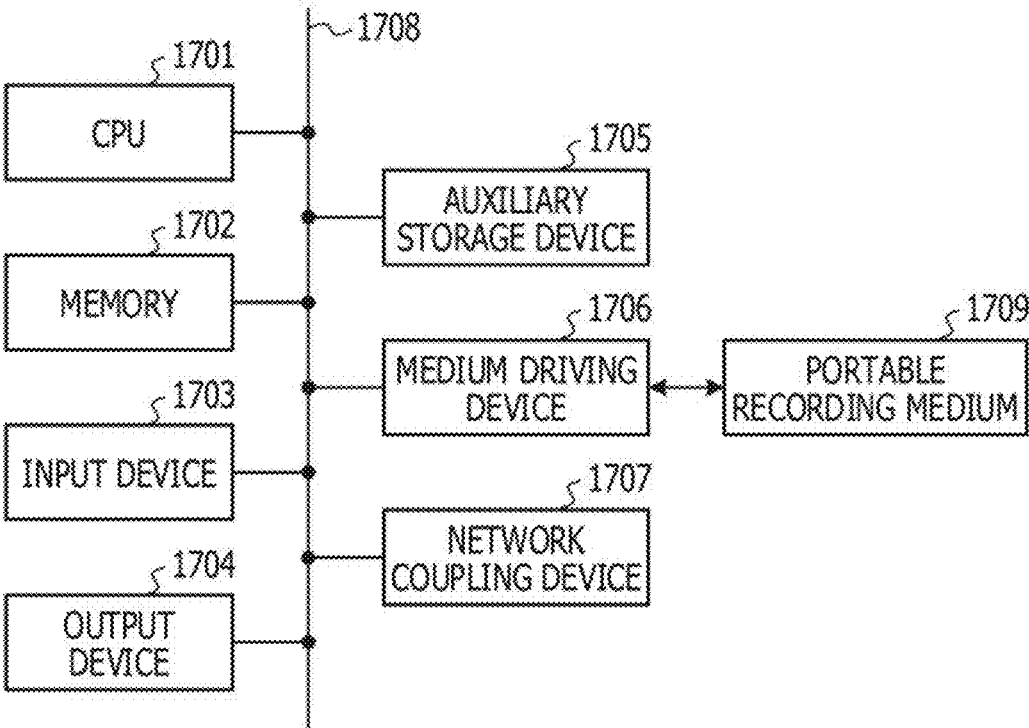 1708
1701
CPU
1705
AUXILIARY
STORAGE DEVICE
1702
MEMORY
1706
MEDIUM DRIVING
DEVICE
1709
PORTABLE
RECORDING MEDIUM
1703
INPUT DEVICE
1707
NETWORK
COUPLING DEVICE
1704
OUTPUT
DEVICE